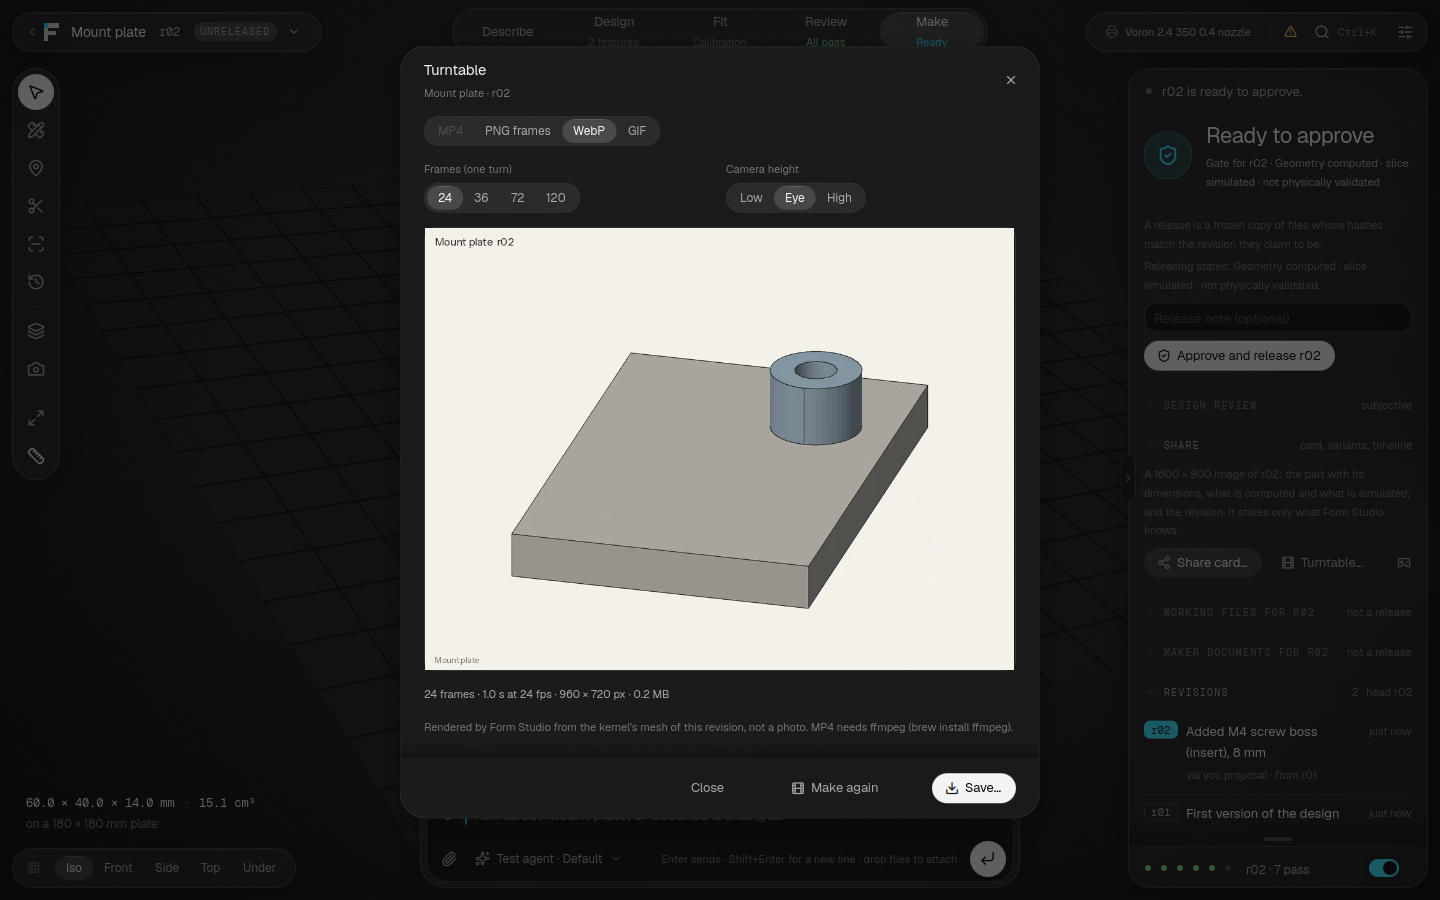 Mount plate r02 UNRELEASED
Describe
Design
2 features
Fit
Calibration
Review
All pass
Make
Ready
Voron 2.4 350 0.4 nozzle
Ctrl+K
Turntable
Mount plate · r02
MP4 PNG frames WebP GIF
Frames (one turn)
24 36 72 120
Camera height
Low Eye High
Mount plate r02
Mount plate
24 frames · 1.0 s at 24 fps · 960 × 720 px · 0.2 MB
Rendered by Form Studio from the kernel's mesh of this revision, not a photo. MP4 needs ffmpeg (brew install ffmpeg).
Close Make again Save...
r02 is ready to approve.
Ready to approve
Gate for r02 · Geometry computed · slice
simulated · not physically validated
A release is a frozen copy of files whose hashes
match the revision they claim to be.
Releasing states: Geometry computed · slice
simulated · not physically validated.
Release note (optional)
Approve and release r02
DESIGN REVIEW subjective
SHARE card, variants, timeline
A 1600 × 900 image of r02: the part with its
dimensions, what is computed and what is simulated,
and the revision. It states only what Form Studio
knows.
Share card... Turntable...
WORKING FILES FOR R02 not a release
MAKER DOCUMENTS FOR R02 not a release
REVISIONS 2 · head r02
r02 Added M4 screw boss just now
(insert), 8 mm
via you proposal · from r01
r01 First version of the design just now
r02 · 7 pass
60.0 × 40.0 × 14.0 mm · 15.1 cm³
on a 180 × 180 mm plate
Iso Front Side Top Under
Test agent · Default
Enter sends · Shift+Enter for a new line · drop files to attach